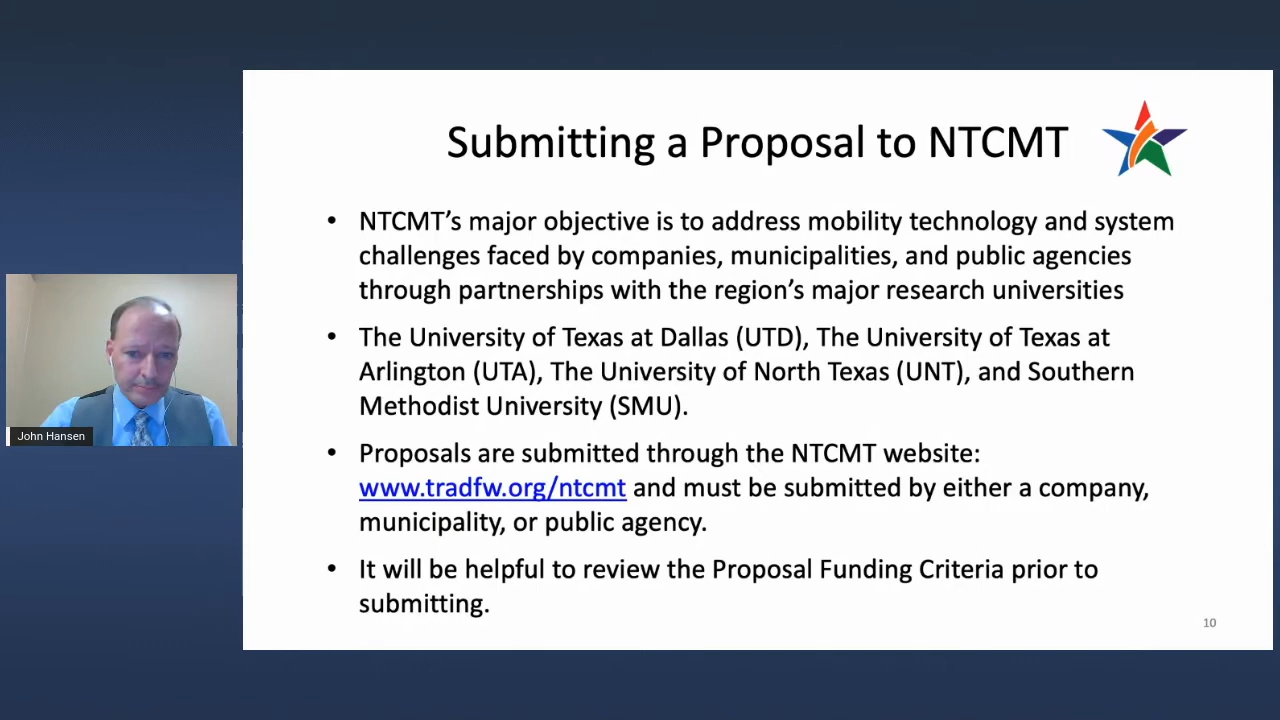 Submitting a Proposal to NTCMT
• NTCMT’s major objective is to address mobility technology and system
challenges faced by companies, municipalities, and public agencies
through partnerships with the region’s major research universities
• The University of Texas at Dallas (UTD), The University of Texas at
Arlington (UTA), The University of North Texas (UNT), and Southern
Methodist University (SMU).
• Proposals are submitted through the NTCMT website:
www.tradfw.org/ntcmt and must be submitted by either a company,
municipality, or public agency.
• It will be helpful to review the Proposal Funding Criteria prior to
submitting.
10
John Hansen